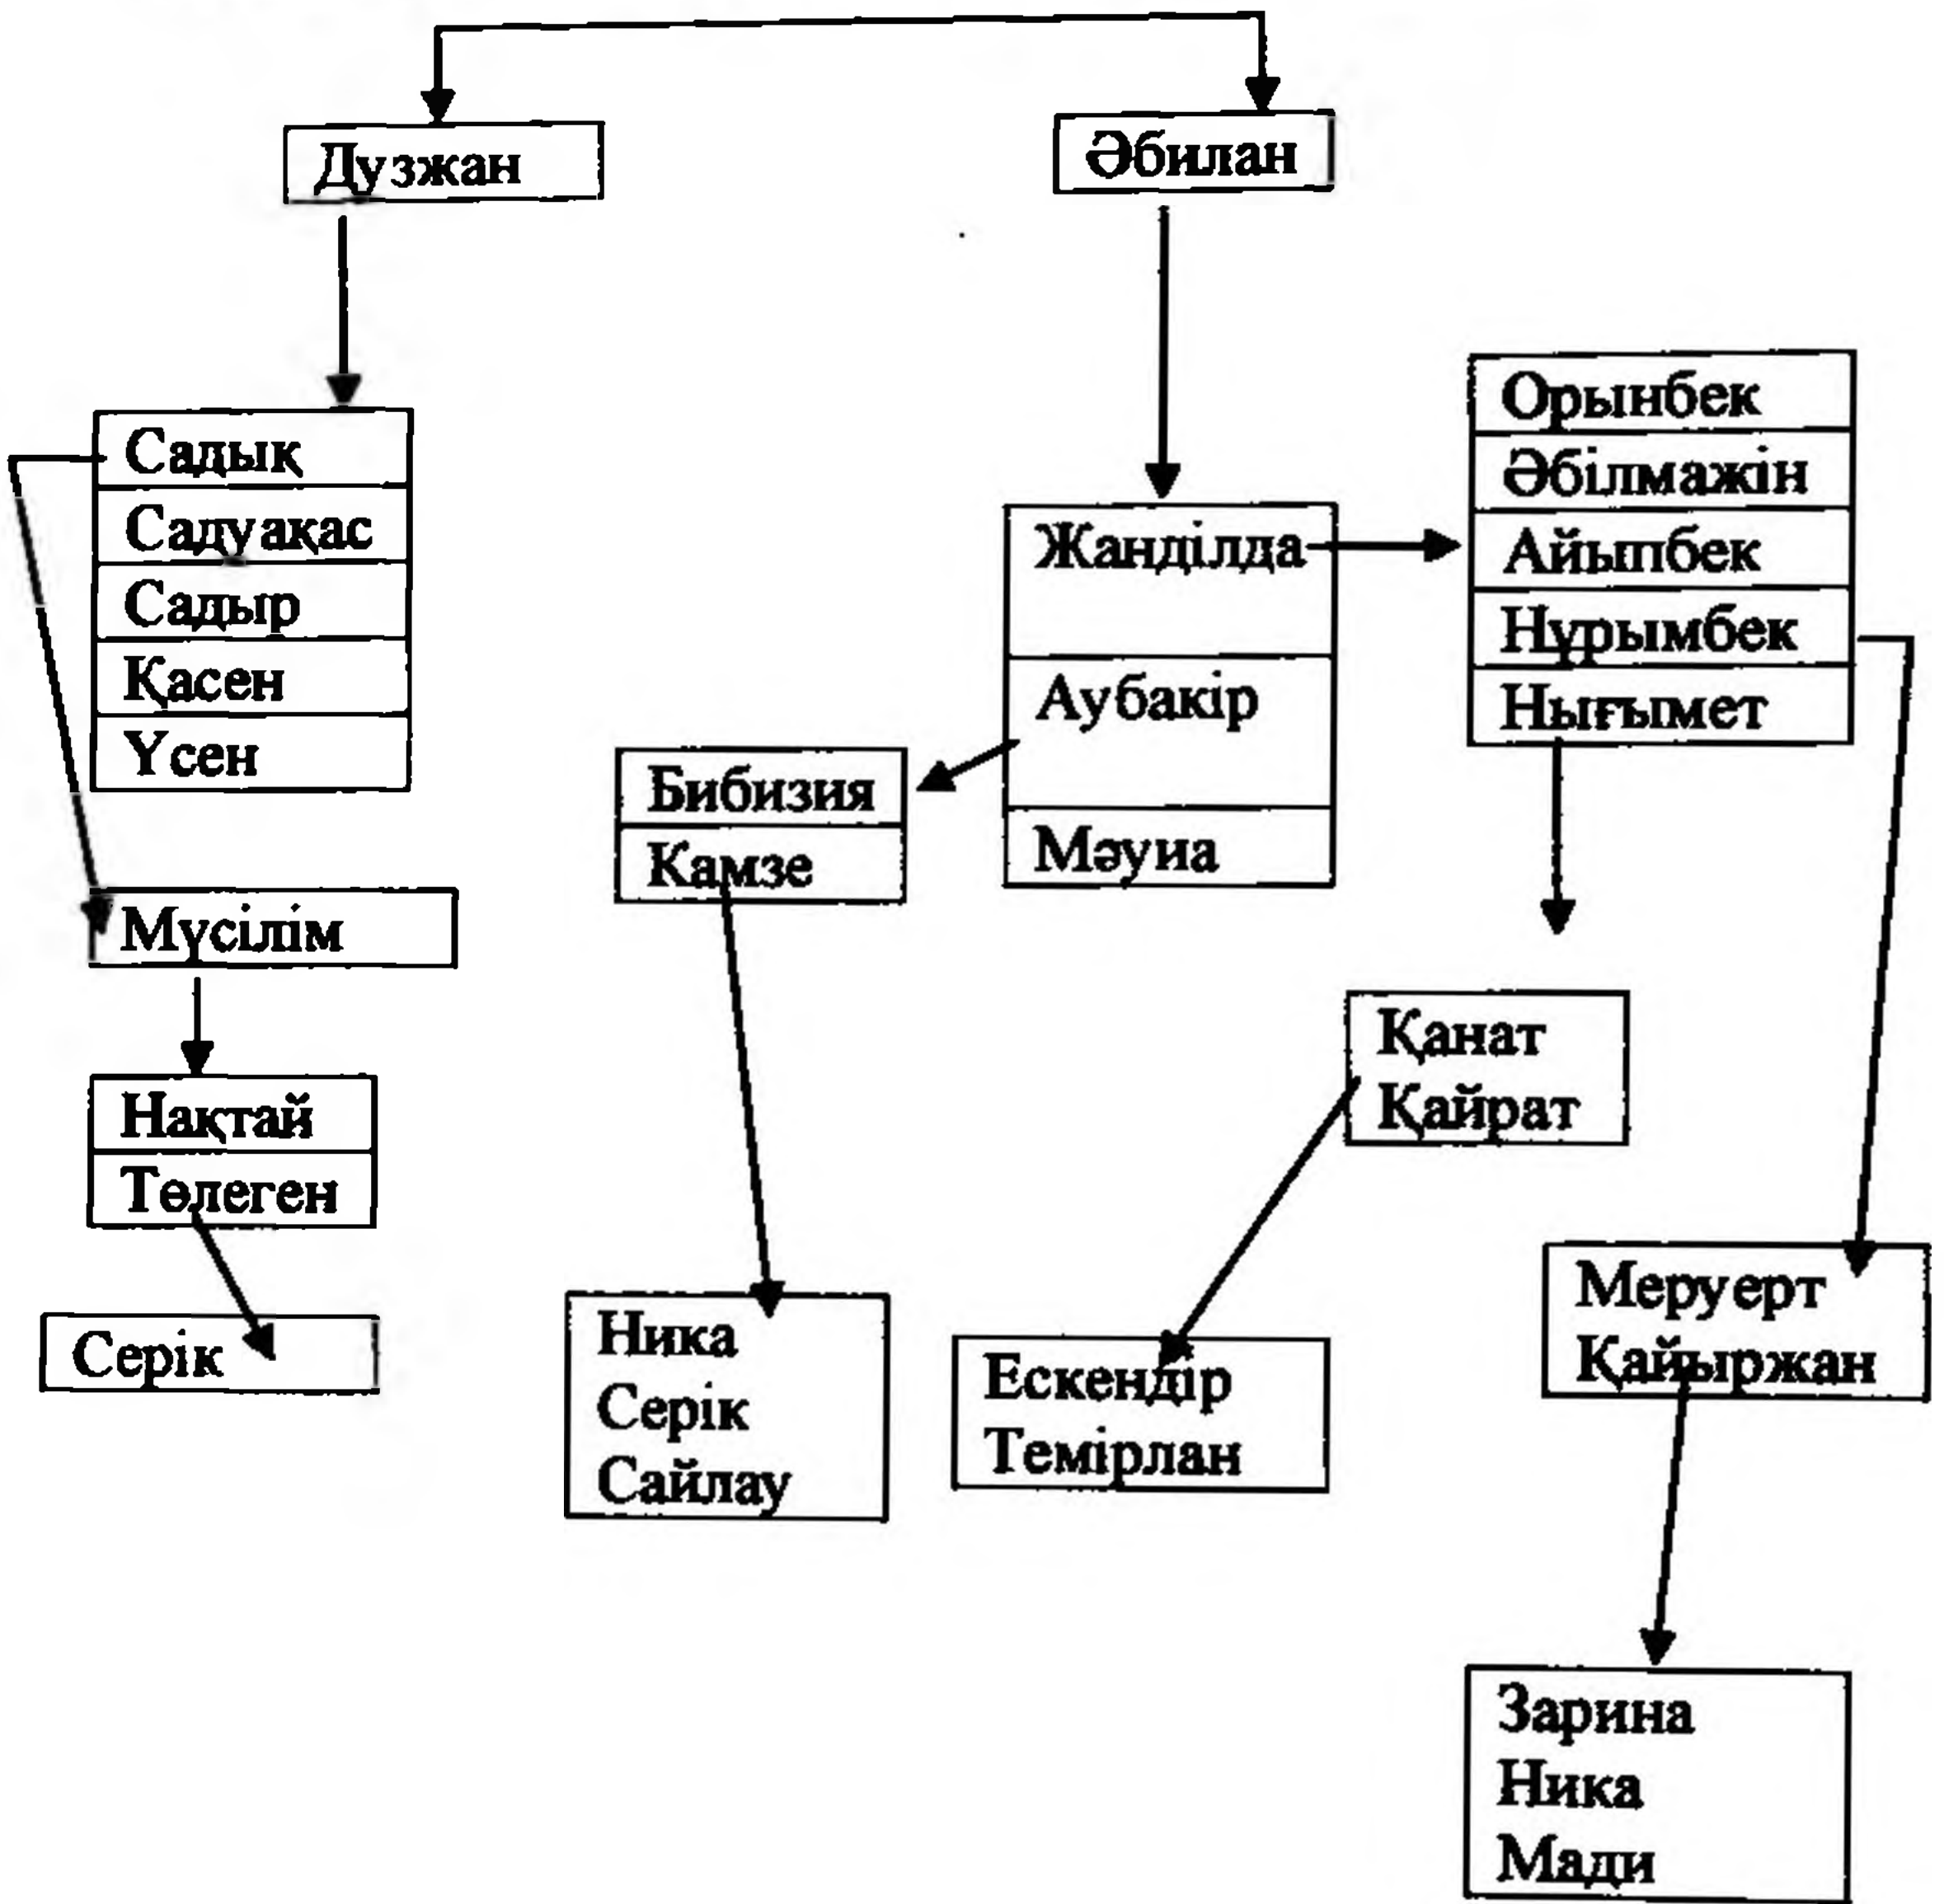 Дузжан
Әбилан
Садық
Садуақас
Садыр
Қасен
Үсен
Жанділда
Аубакір
Мәуиа
Орынбек
Әбілмажін
Айыпбек
Нұрымбек
Нығымет
Бибизия
Камзе
Мүсілім
Нақтай
Төлеген
Серік
Қанат
Қайрат
Ника
Серік
Сайлау
Ескендір
Темірлан
Меруерт
Қайыржан
Зарина
Ника
Мади